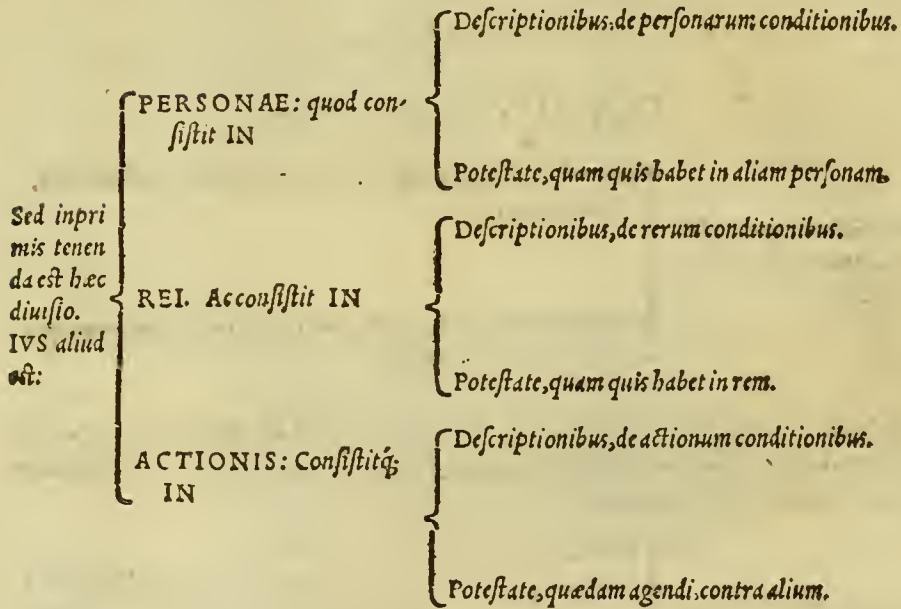 Sed inpri
mis tenen
da est hæc
diuisio.
IVS aliud
est:
PERSONAE: quod con-
sistit IN
Descriptionibus, de personarum conditionibus.
Potestate, quam quis habet in aliam personam.
REI. Ac consistit IN
Descriptionibus, de rerum conditionibus.
Potestate, quam quis habet in rem.
ACTIONIS: Consistitq́;
IN
Descriptionibus, de actionum conditionibus.
Potestate, quædam agendi, contra alium.